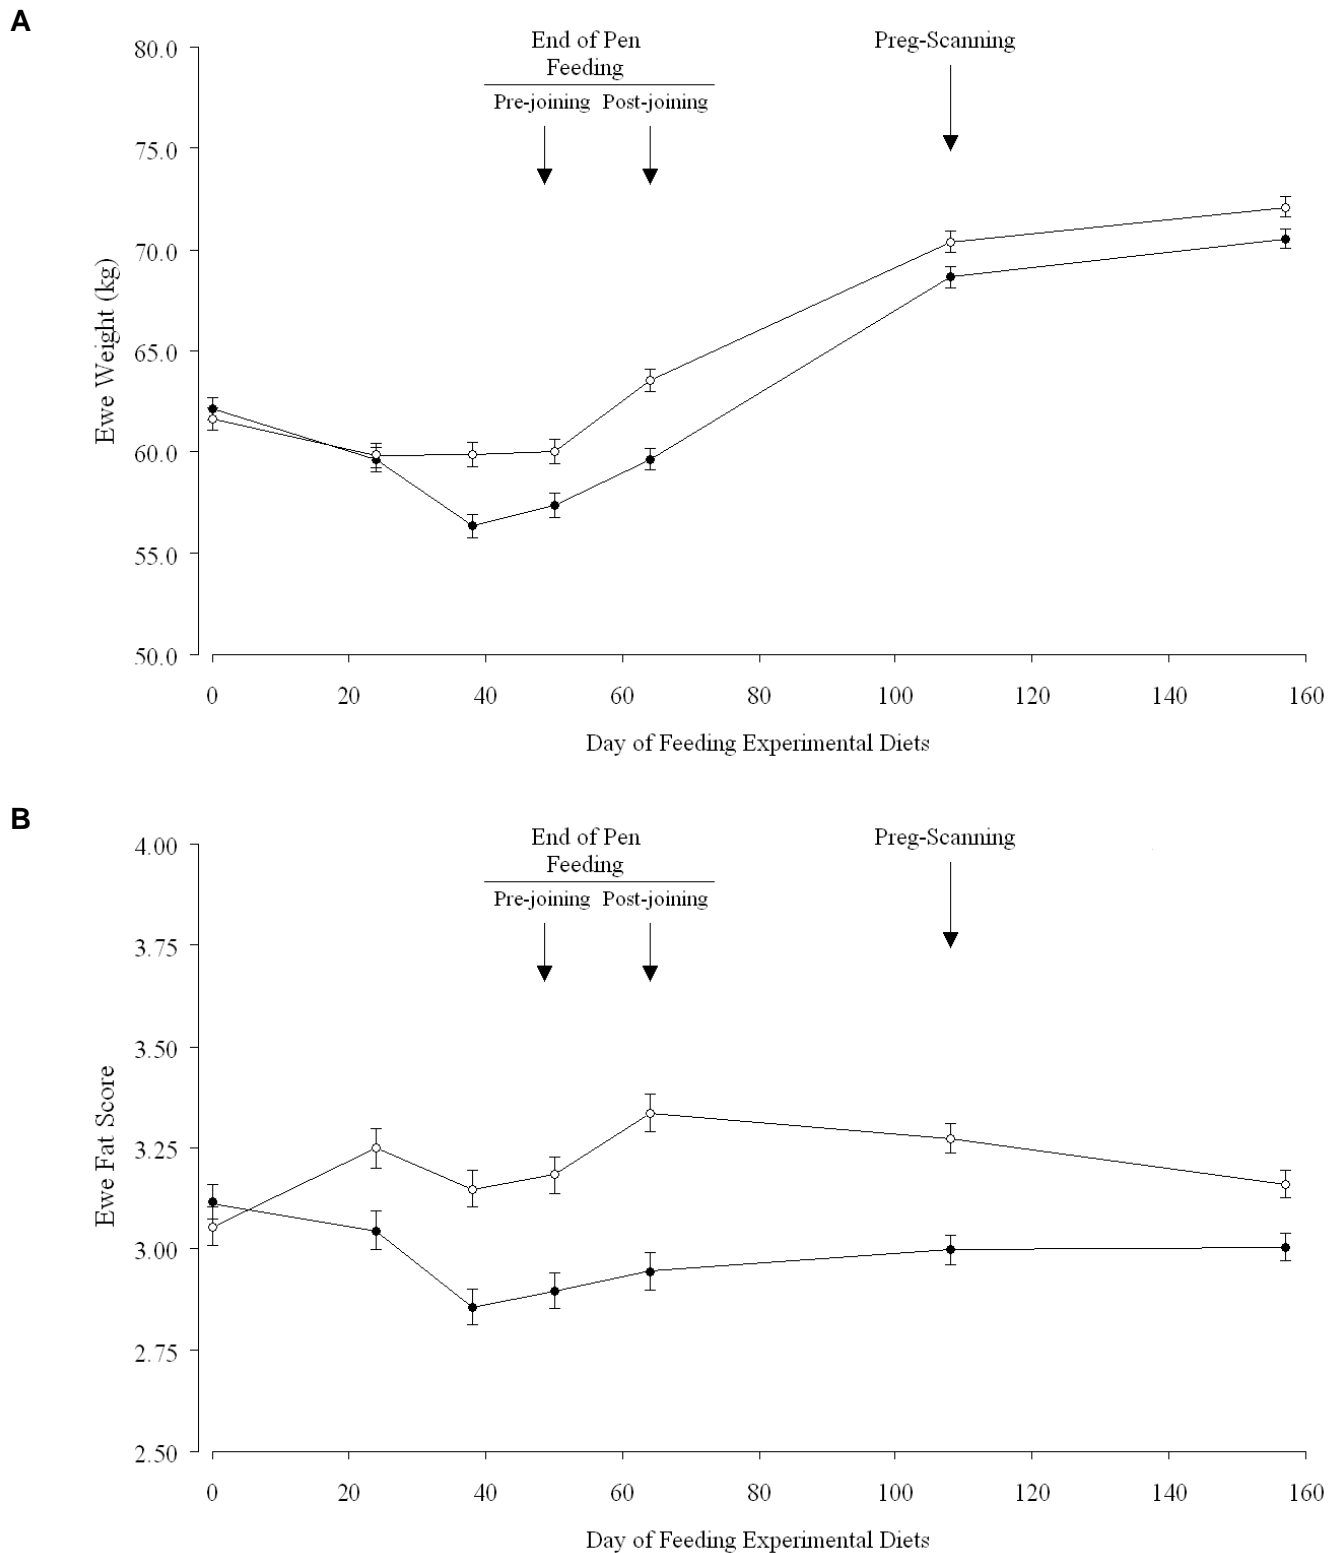 A
End of Pen
Feeding
Pre-joining Post-joining
Preg-Scanning
80.0
75.0
70.0
65.0
60.0
55.0
50.0
Ewe Weight (kg)
0 20 40 60 80 100 120 140 160
Day of Feeding Experimental Diets
B
End of Pen
Feeding
Pre-joining Post-joining
Preg-Scanning
4.00
3.75
3.50
3.25
3.00
2.75
2.50
Ewe Fat Score
0 20 40 60 80 100 120 140 160
Day of Feeding Experimental Diets